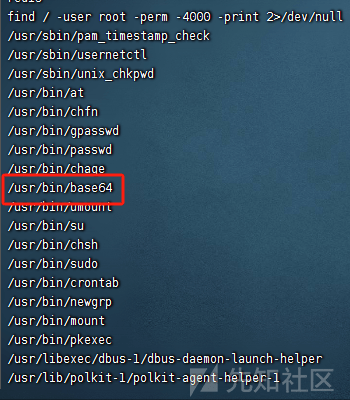 redis
find / -user root -perm -4000 -print 2>/dev/null
/usr/sbin/pam_timestamp_check
/usr/sbin/usernetctl
/usr/sbin/unix_chkpwd
/usr/bin/at
/usr/bin/chfn
/usr/bin/gpasswd
/usr/bin/passwd
/usr/bin/chage
/usr/bin/base64
/usr/bin/umount
/usr/bin/su
/usr/bin/chsh
/usr/bin/sudo
/usr/bin/crontab
/usr/bin/newgrp
/usr/bin/mount
/usr/bin/pkexec
/usr/libexec/dbus-1/dbus-daemon-launch-helper
/usr/lib/polkit-1/polkit-agent-helper-1
先知社区